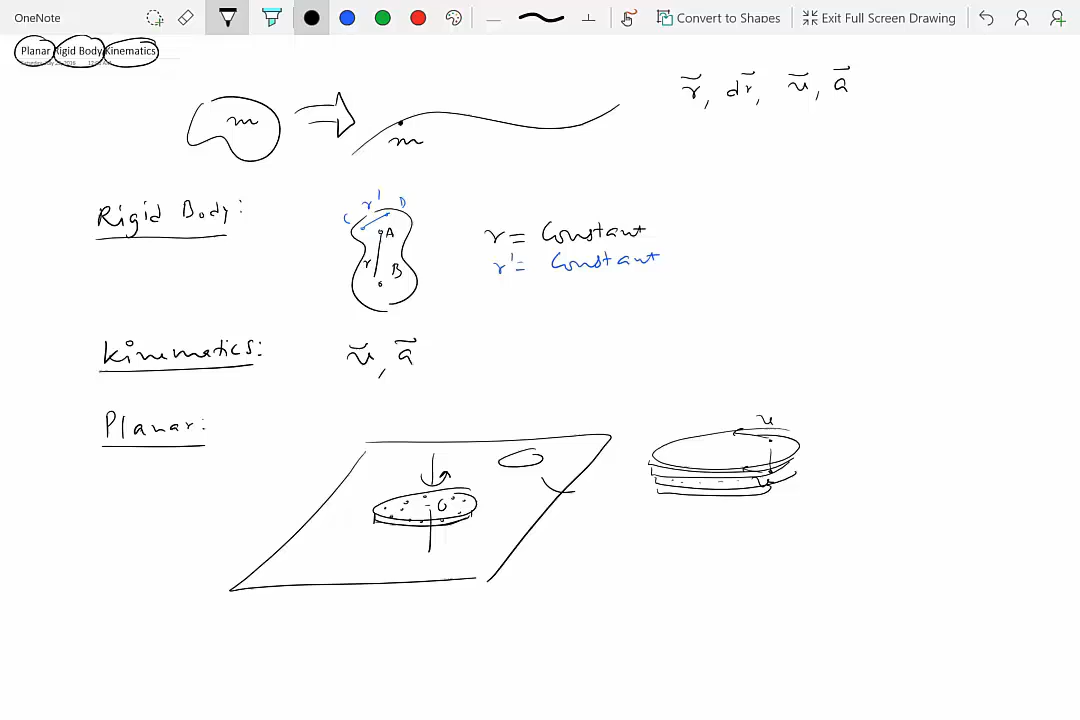 OneNote
Convert to Shapes
Exit Full Screen Drawing
Planar Rigid Body Kinematics
m
m
r, dr, v, a
Rigid Body:
C r' D
A
r
B
r = Constant
r' = Constant
Kinematics:
v, a
Planar:
O
v
v